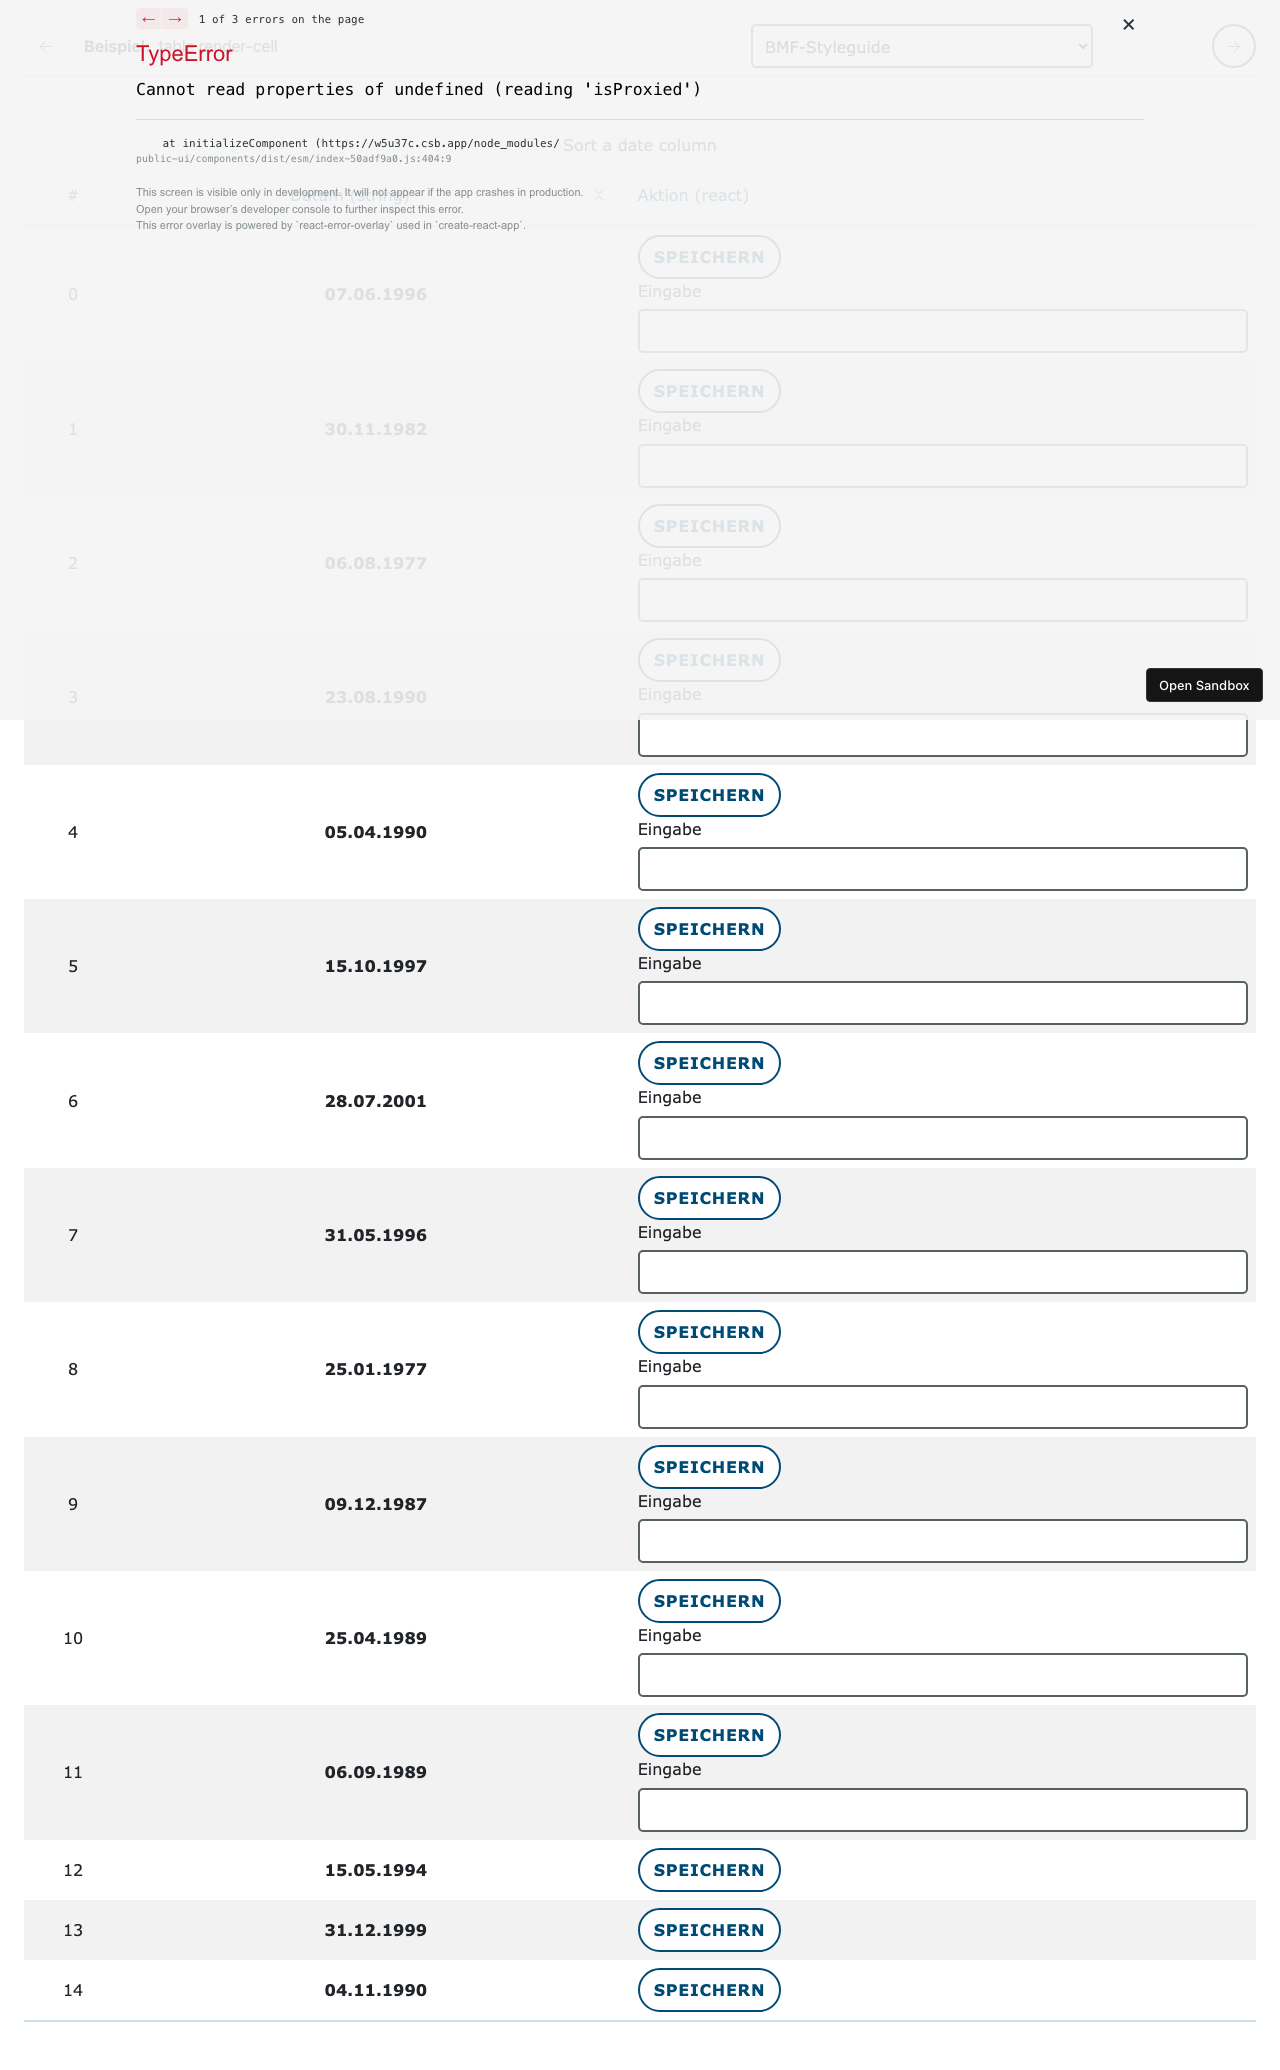 ← → 1 of 3 errors on the page
← Beispiel table render-cell
BMF-Styleguide
TypeError
Cannot read properties of undefined (reading 'isProxied')
at initializeComponent (https://w5u37c.csb.app/node_modules/
public-ui/components/dist/esm/index-50adf9a0.js:404:9
Sort a date column
This screen is visible only in development. It will not appear if the app crashes in production.
Open your browser's developer console to further inspect this error.
This error overlay is powered by `react-error-overlay` used in `create-react-app`.
# Datum (string) Aktion (react)
SPEICHERN
0 07.06.1996 Eingabe
SPEICHERN
1 30.11.1982 Eingabe
SPEICHERN
2 06.08.1977 Eingabe
SPEICHERN
3 23.08.1990 Eingabe
Open Sandbox
SPEICHERN
4 05.04.1990 Eingabe
SPEICHERN
5 15.10.1997 Eingabe
SPEICHERN
6 28.07.2001 Eingabe
SPEICHERN
7 31.05.1996 Eingabe
SPEICHERN
8 25.01.1977 Eingabe
SPEICHERN
9 09.12.1987 Eingabe
SPEICHERN
10 25.04.1989 Eingabe
SPEICHERN
11 06.09.1989 Eingabe
12 15.05.1994 SPEICHERN
13 31.12.1999 SPEICHERN
14 04.11.1990 SPEICHERN